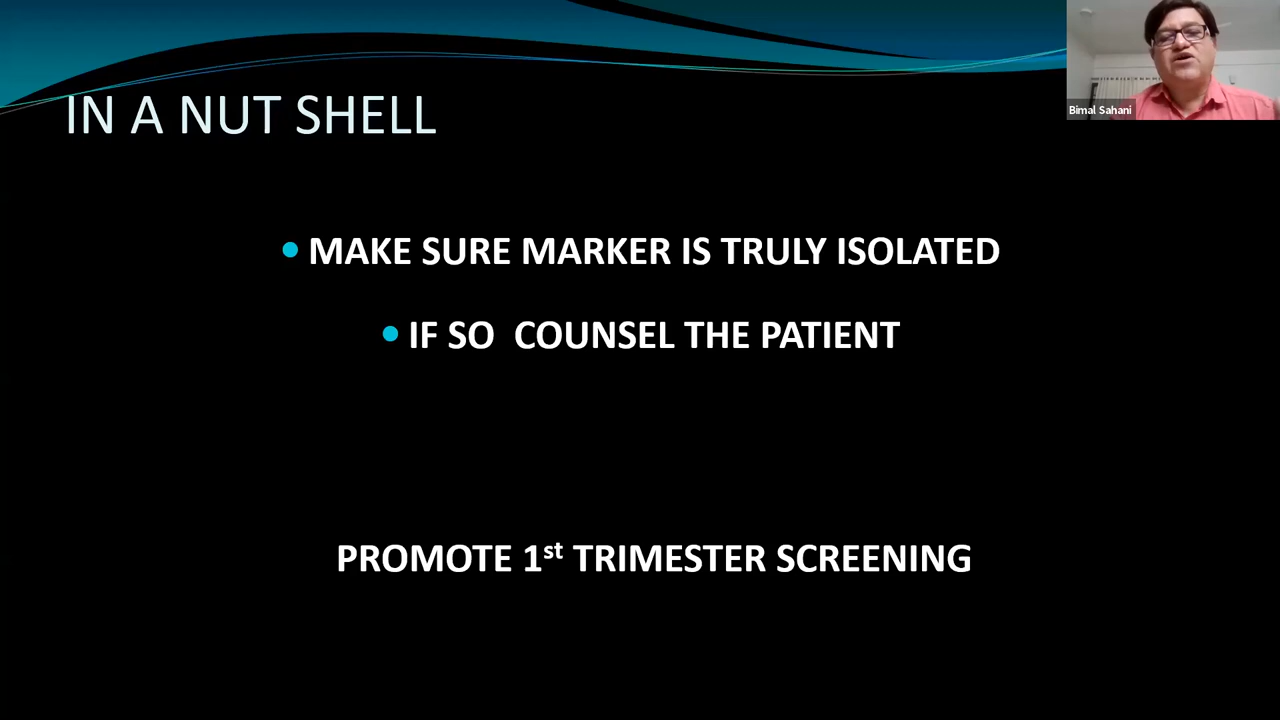 Bimal Sahani
IN A NUT SHELL
• MAKE SURE MARKER IS TRULY ISOLATED
• IF SO  COUNSEL THE PATIENT
PROMOTE 1st TRIMESTER SCREENING